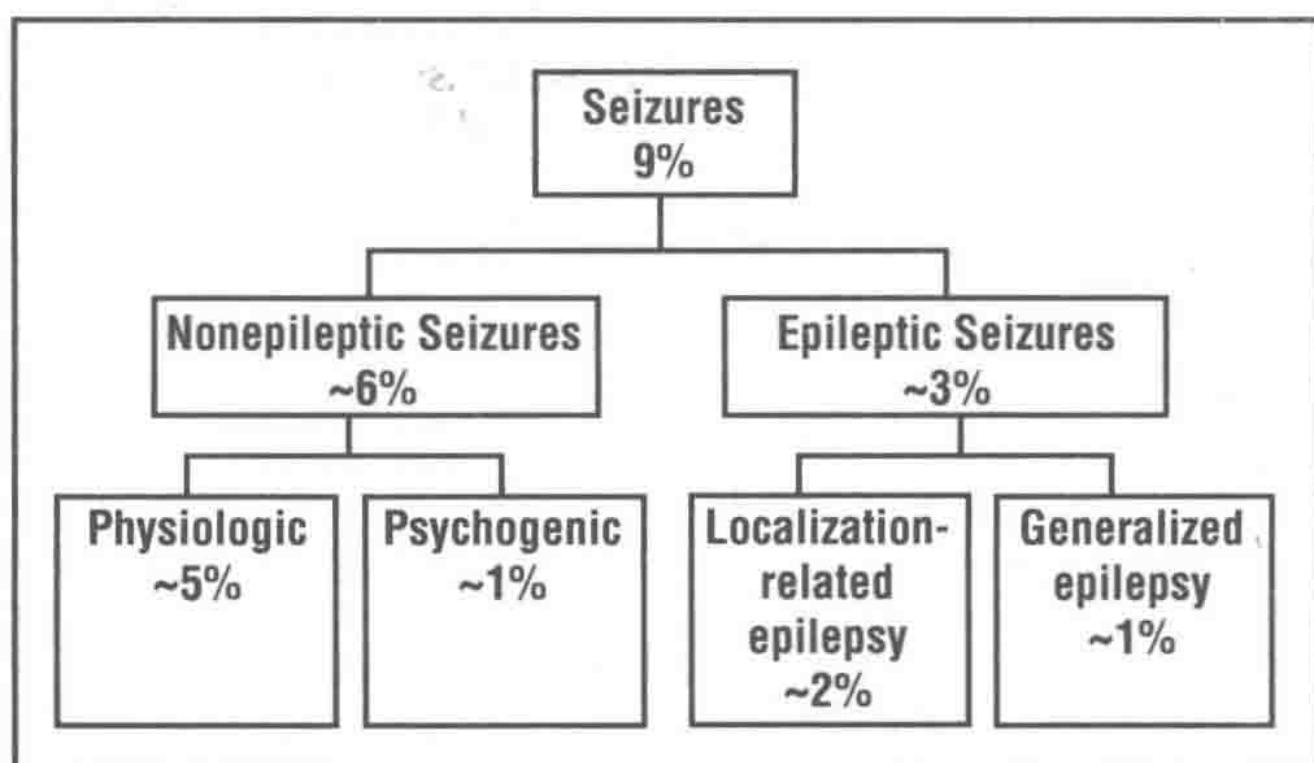 Seizures
9%
Nonepileptic Seizures
~6%
Epileptic Seizures
~3%
Physiologic
~5%
Psychogenic
~1%
Localization-
related
epilepsy
~2%
Generalized
epilepsy
~1%